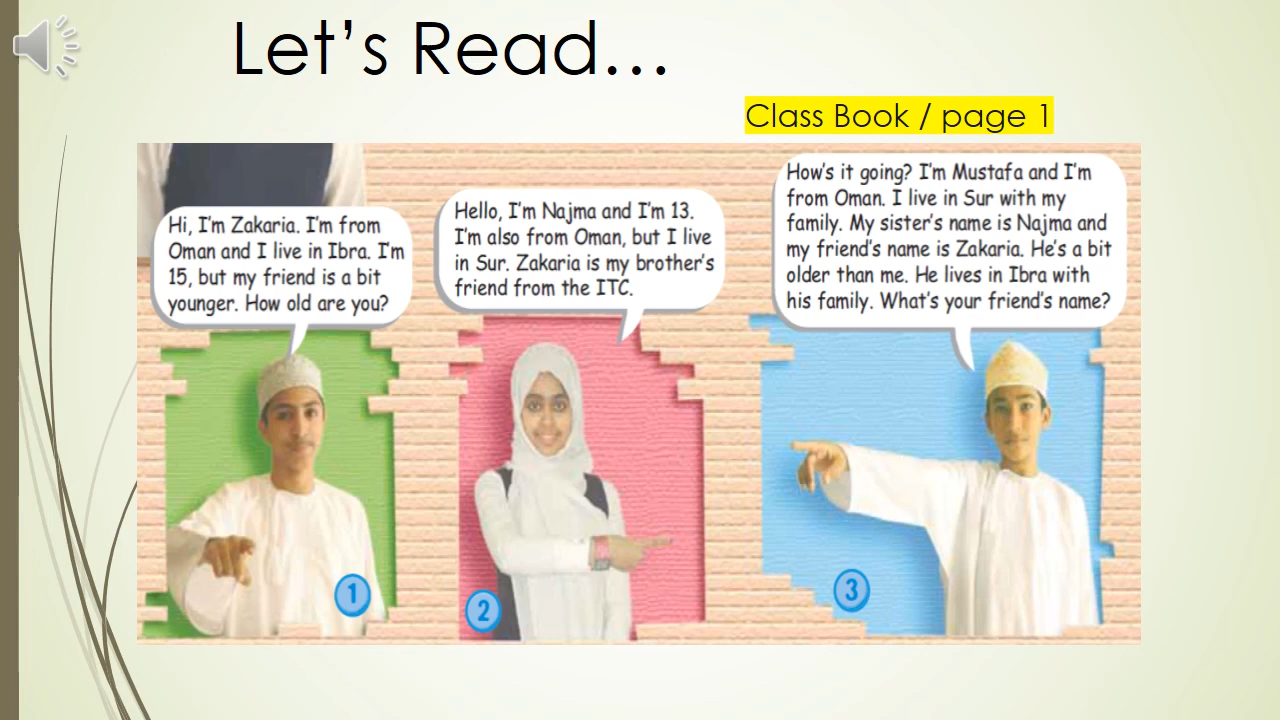 Let’s Read…
Class Book / page 1
Hi, I'm Zakaria. I'm from
Oman and I live in Ibra. I'm
15, but my friend is a bit
younger. How old are you?
Hello, I'm Najma and I'm 13.
I'm also from Oman, but I live
in Sur. Zakaria is my brother's
friend from the ITC.
How's it going? I'm Mustafa and I'm
from Oman. I live in Sur with my
family. My sister's name is Najma and
my friend's name is Zakaria. He's a bit
older than me. He lives in Ibra with
his family. What's your friend's name?
1
2
3